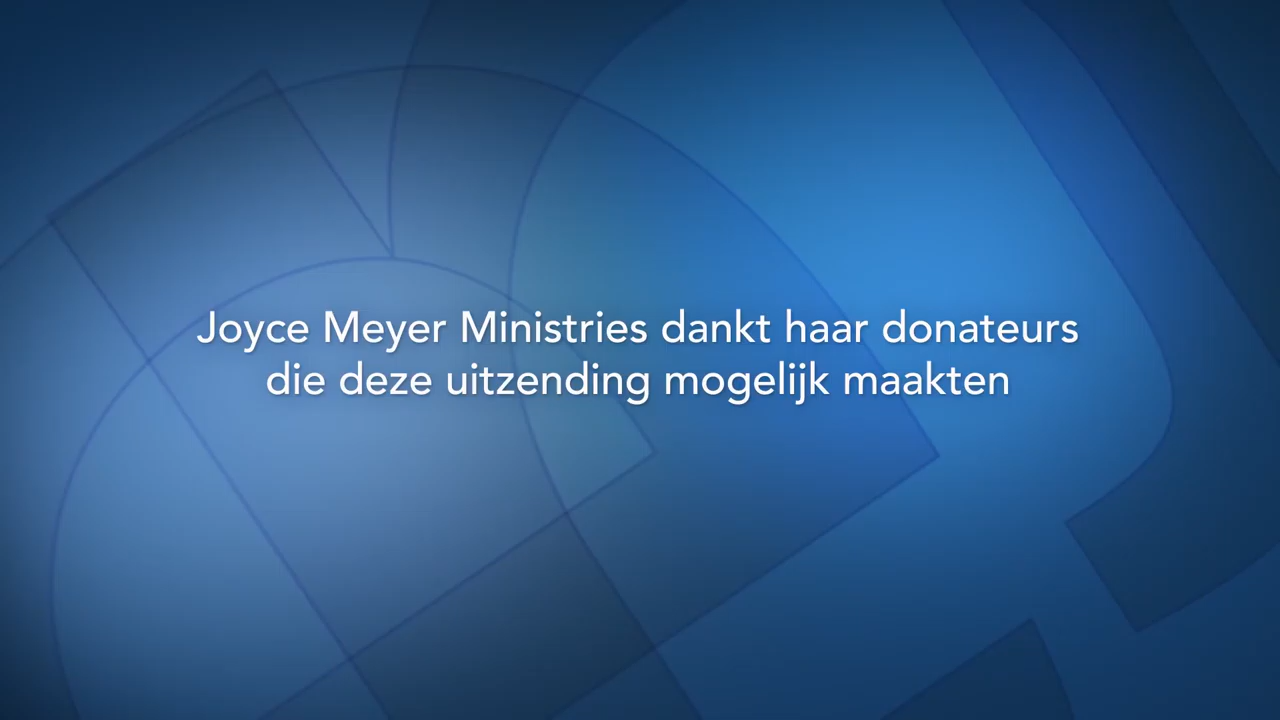 Joyce Meyer Ministries dankt haar donateurs
die deze uitzending mogelijk maakten